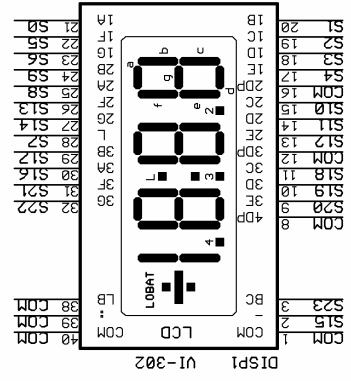 DISP1 VI-302
LCD
COM 1 COM COM 40 COM
S15 2 - : 39 COM
S23 3 BC LB 38 COM
LOBAT
COM 8
4
S20 9 4DP 3G 32 S22
S19 10 3E 3F 31 S21
S18 11 3D 3A 30 S16
3 L
COM 12 3C 3B 29 S17
3DP
S12 13 2E L 28 S7
S11 14 2D 2G 27 S14
S10 15 2C 2F 26 S13
2
COM 16 2DP 2A 25 S8
d e f
S4 17 1E 2B 24 S9
g a
S3 18 1D 1G 23 S6
c b
S2 19 1C 1F 22 S5
S1 20 1B 1A 21 S0